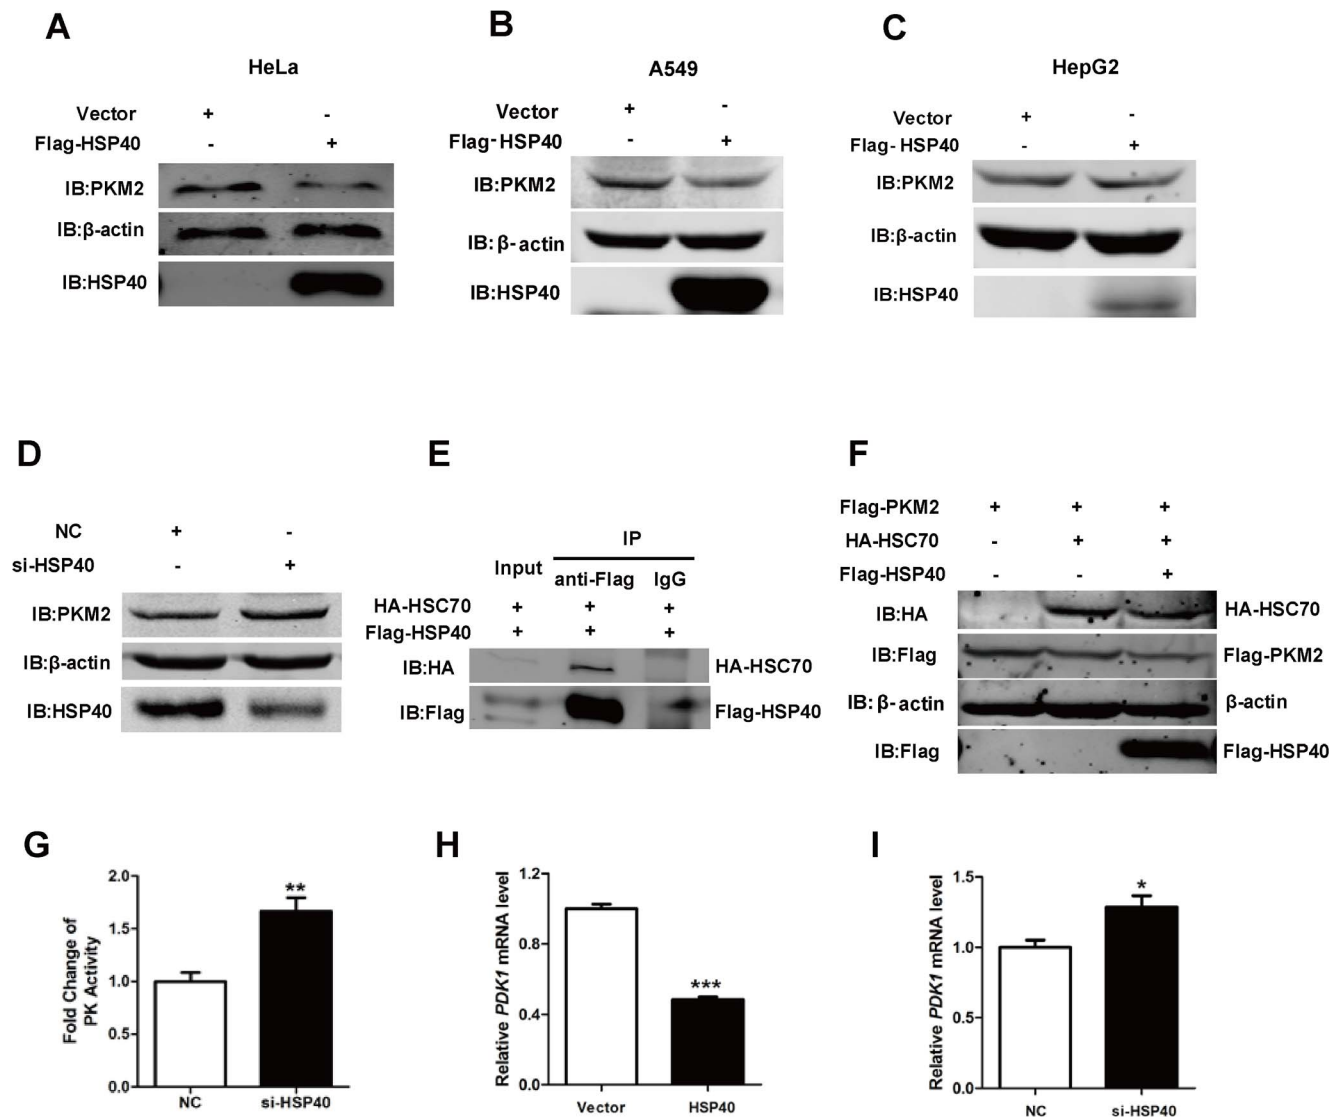 A
HeLa
Vector + -
Flag-HSP40 - +
IB:PKM2
IB:β-actin
IB:HSP40
B
A549
Vector + -
Flag-HSP40 - +
IB:PKM2
IB: β-actin
IB:HSP40
C
HepG2
Vector + -
Flag- HSP40 - +
IB:PKM2
IB:β-actin
IB:HSP40
D
NC + -
si-HSP40 - +
IB:PKM2
IB:β-actin
IB:HSP40
E
IP
Input anti-Flag IgG
HA-HSC70 + + +
Flag-HSP40 + + +
IB:HA HA-HSC70
IB:Flag Flag-HSP40
F
Flag-PKM2 + + +
HA-HSC70 - + +
Flag-HSP40 - - +
IB:HA HA-HSC70
IB:Flag Flag-PKM2
IB: β-actin β-actin
IB:Flag Flag-HSP40
G
Fold Change of
PK Activity
2.0
1.5
1.0
0.5
0.0
**
NC si-HSP40
H
Relative PDK1 mRNA level
1.2
0.8
0.4
0.0
***
Vector HSP40
I
Relative PDK1 mRNA level
1.5
1.0
0.5
0.0
*
NC si-HSP40